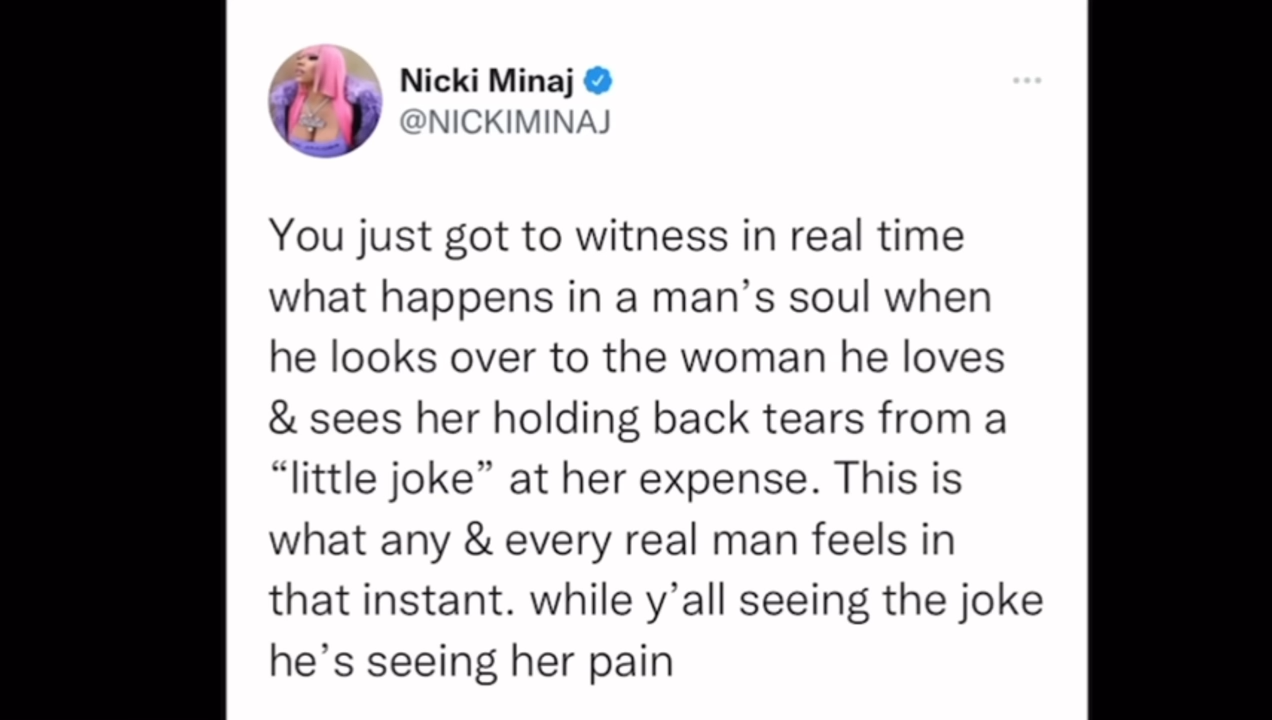 Nicki Minaj
@NICKIMINAJ
You just got to witness in real time
what happens in a man’s soul when
he looks over to the woman he loves
& sees her holding back tears from a
“little joke” at her expense. This is
what any & every real man feels in
that instant. while y’all seeing the joke
he’s seeing her pain